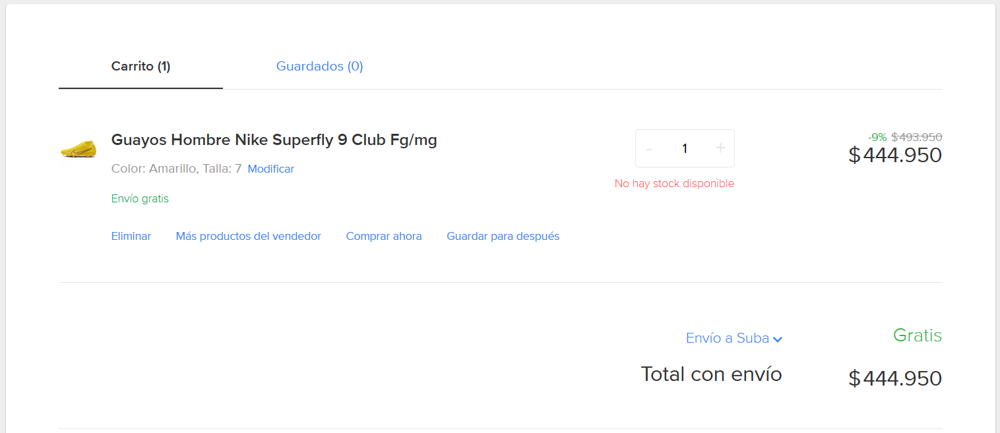 Carrito (1)
Guardados (0)
Guayos Hombre Nike Superfly 9 Club Fg/mg
Color: Amarillo, Talla: 7 Modificar
Envío gratis
Eliminar Más productos del vendedor Comprar ahora Guardar para después
- 1 +
No hay stock disponible
-9% $493.950
$444.950
Envío a Suba
Gratis
Total con envío
$444.950